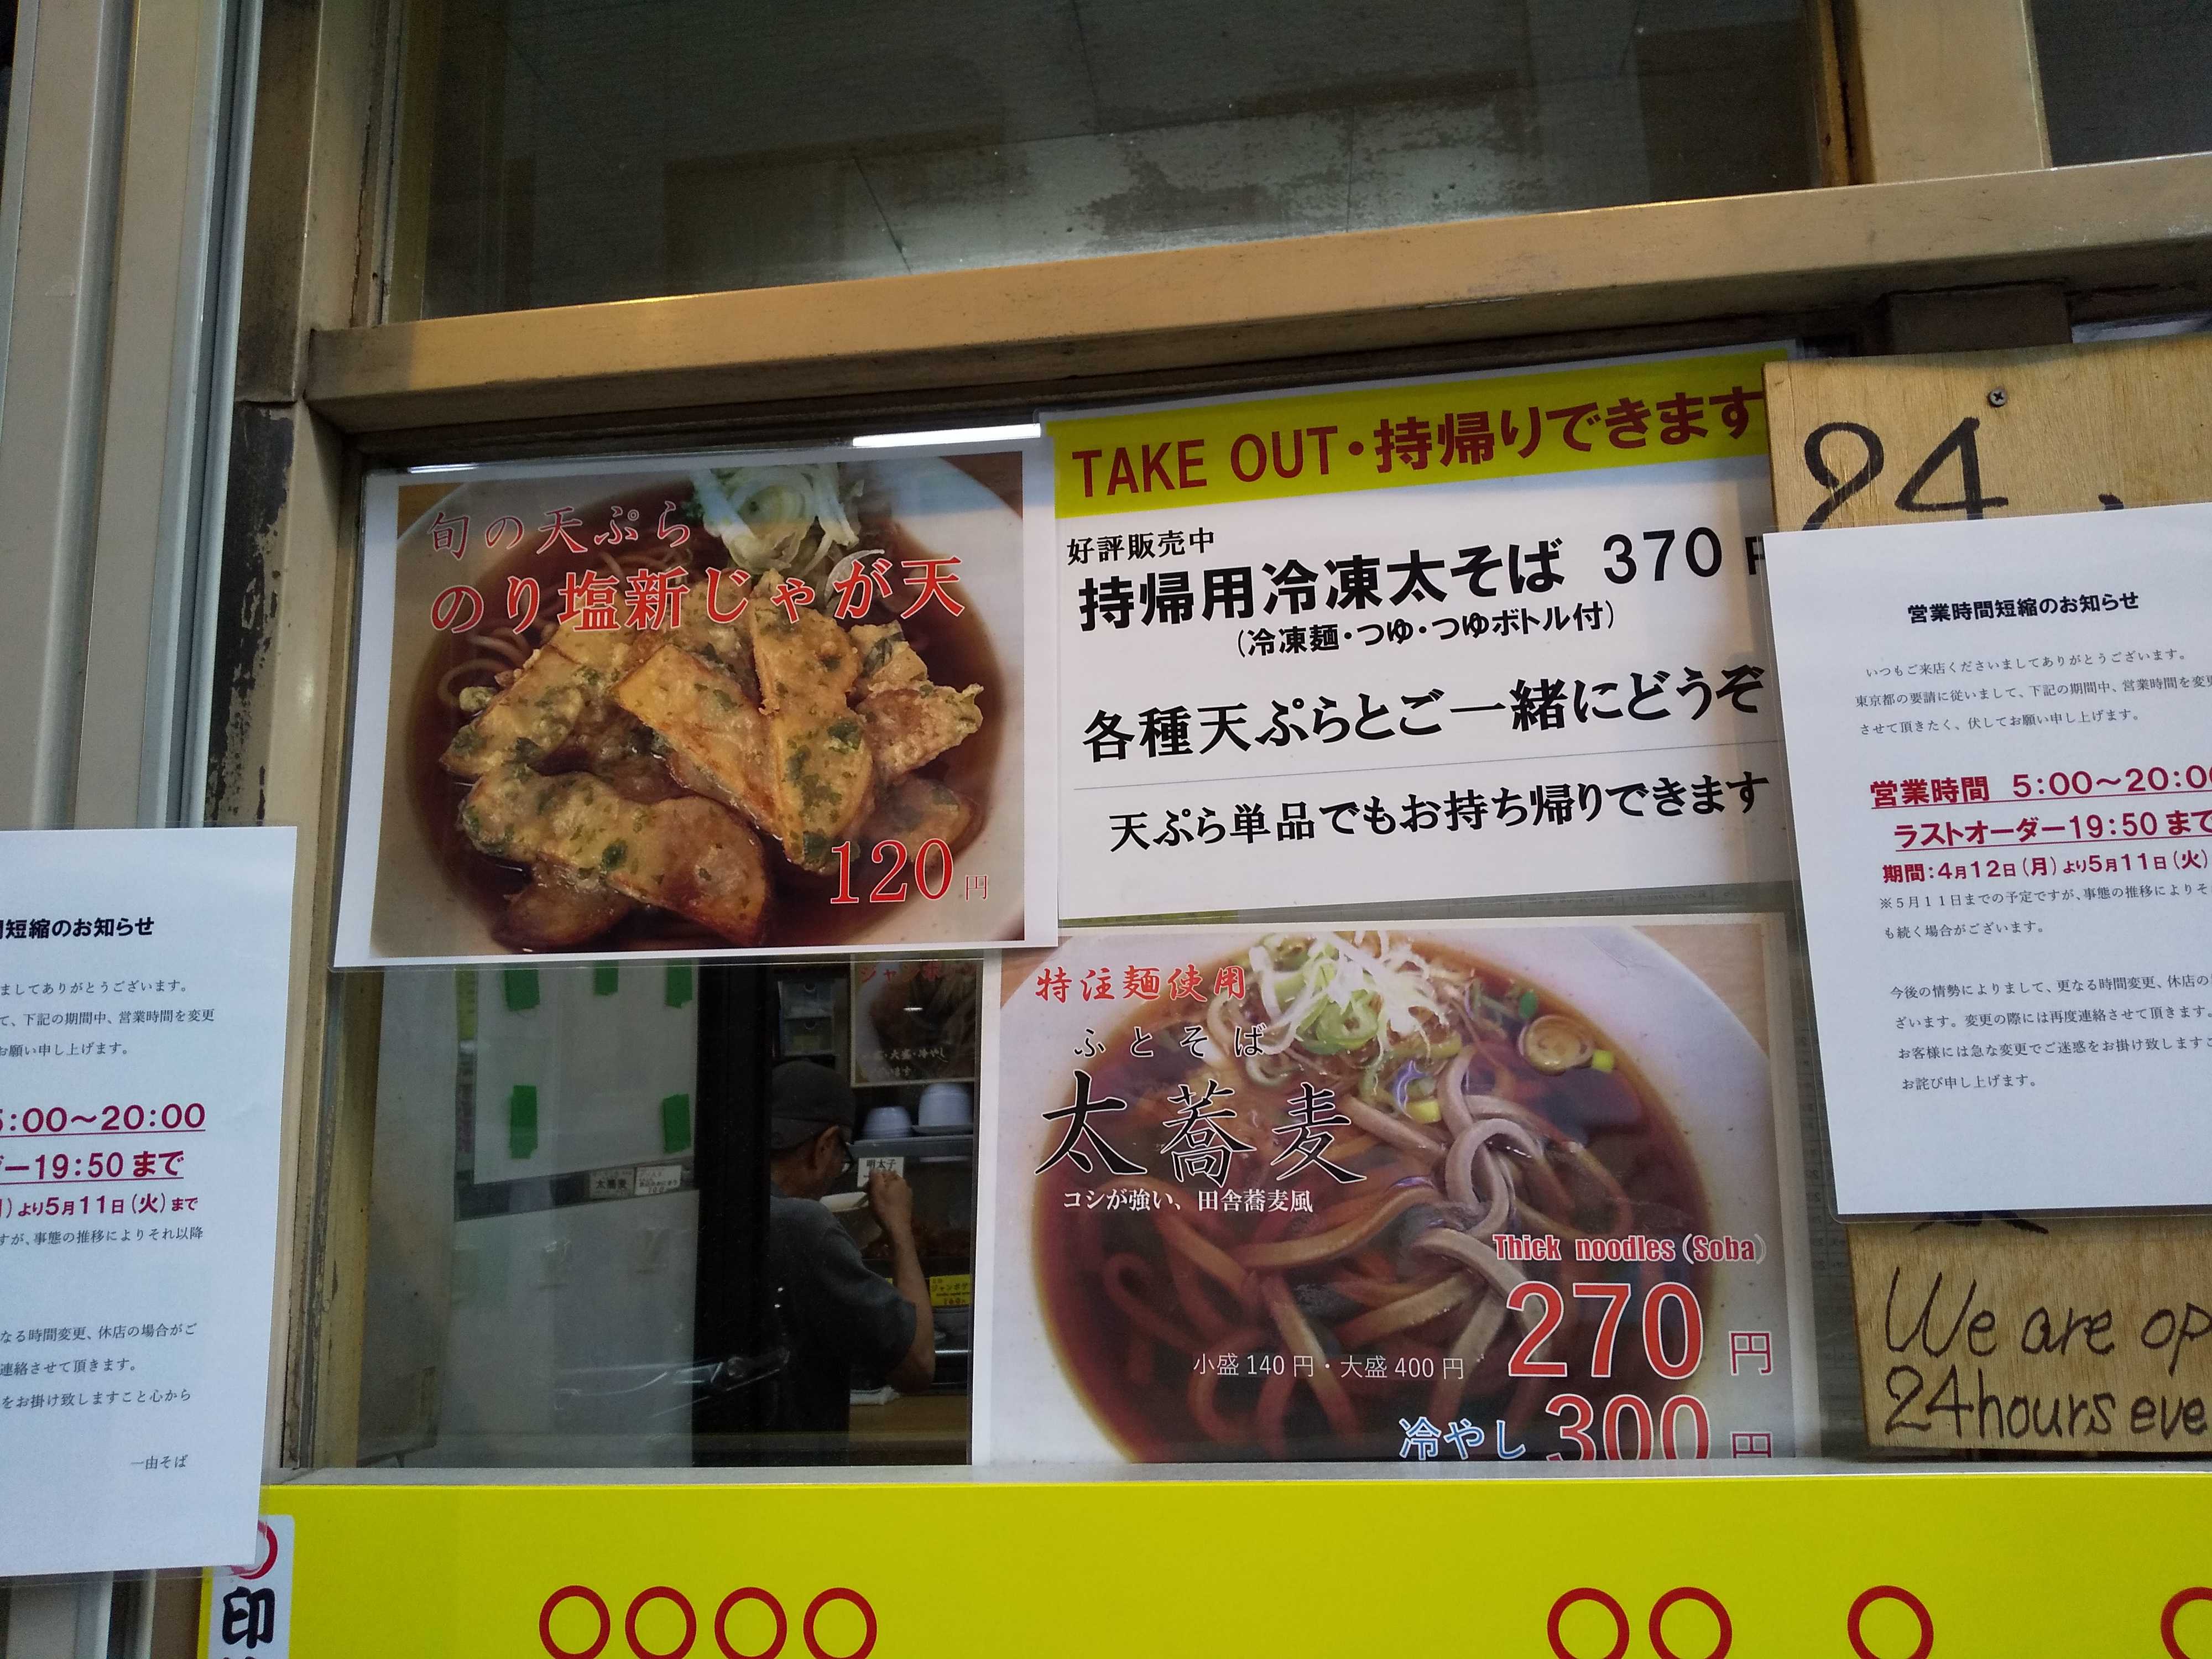 旬の天ぷら
のり塩新じゃが天
120円
TAKE OUT・持帰りできます
好評販売中
持帰用冷凍太そば 370
(冷凍麺・つゆ・つゆボトル付)
各種天ぷらとご一緒にどうぞ
天ぷら単品でもお持ち帰りできます
特注麺使用
ふとそば
太蕎麦
コシが強い、田舎蕎麦風
Thick noodles (Soba)
270円
小盛140円・大盛400円
冷やし 300円
24
営業時間短縮のお知らせ
いつもご来店くださいましてありがとうございます。
東京都の要請に従いまして、下記の期間中、営業時間を変更
させて頂きたく、伏してお願い申し上げます。
営業時間 5:00～20:00
ラストオーダー19:50まで
期間:4月12日(月)より5月11日(火)
※5月11日までの予定ですが、事態の推移によりそ
も続く場合がございます。
今後の情勢によりまして、更なる時間変更、休店の
ざいます。変更の際には再度連絡させて頂きます。
お客様には急な変更でご迷惑をお掛け致しますこ
お詫び申し上げます。
We are op
24hours eve
短縮のお知らせ
ましてありがとうございます。
て、下記の期間中、営業時間を変更
お願い申し上げます。
5:00～20:00
ー19:50まで
)より5月11日(火)まで
すが、事態の推移によりそれ以降
なる時間変更、休店の場合がご
連絡させて頂きます。
をお掛け致しますこと心から
一由そば
明太子
太蕎麦
印